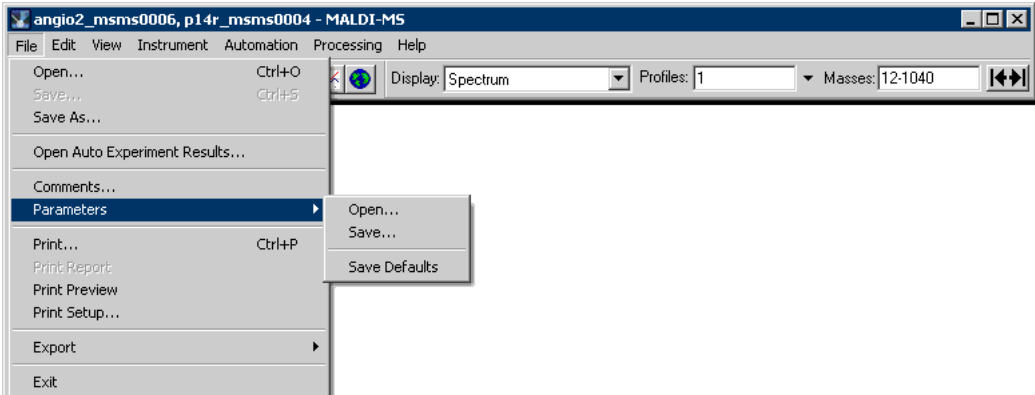 angio2_msms0006, p14r_msms0004 - MALDI-MS
File Edit View Instrument Automation Processing Help
Display: Spectrum Profiles: 1 Masses: 12-1040
Open... Ctrl+O
Save... Ctrl+S
Save As...
Open Auto Experiment Results...
Comments...
Parameters
Open...
Save...
Save Defaults
Print... Ctrl+P
Print Report
Print Preview
Print Setup...
Export
Exit